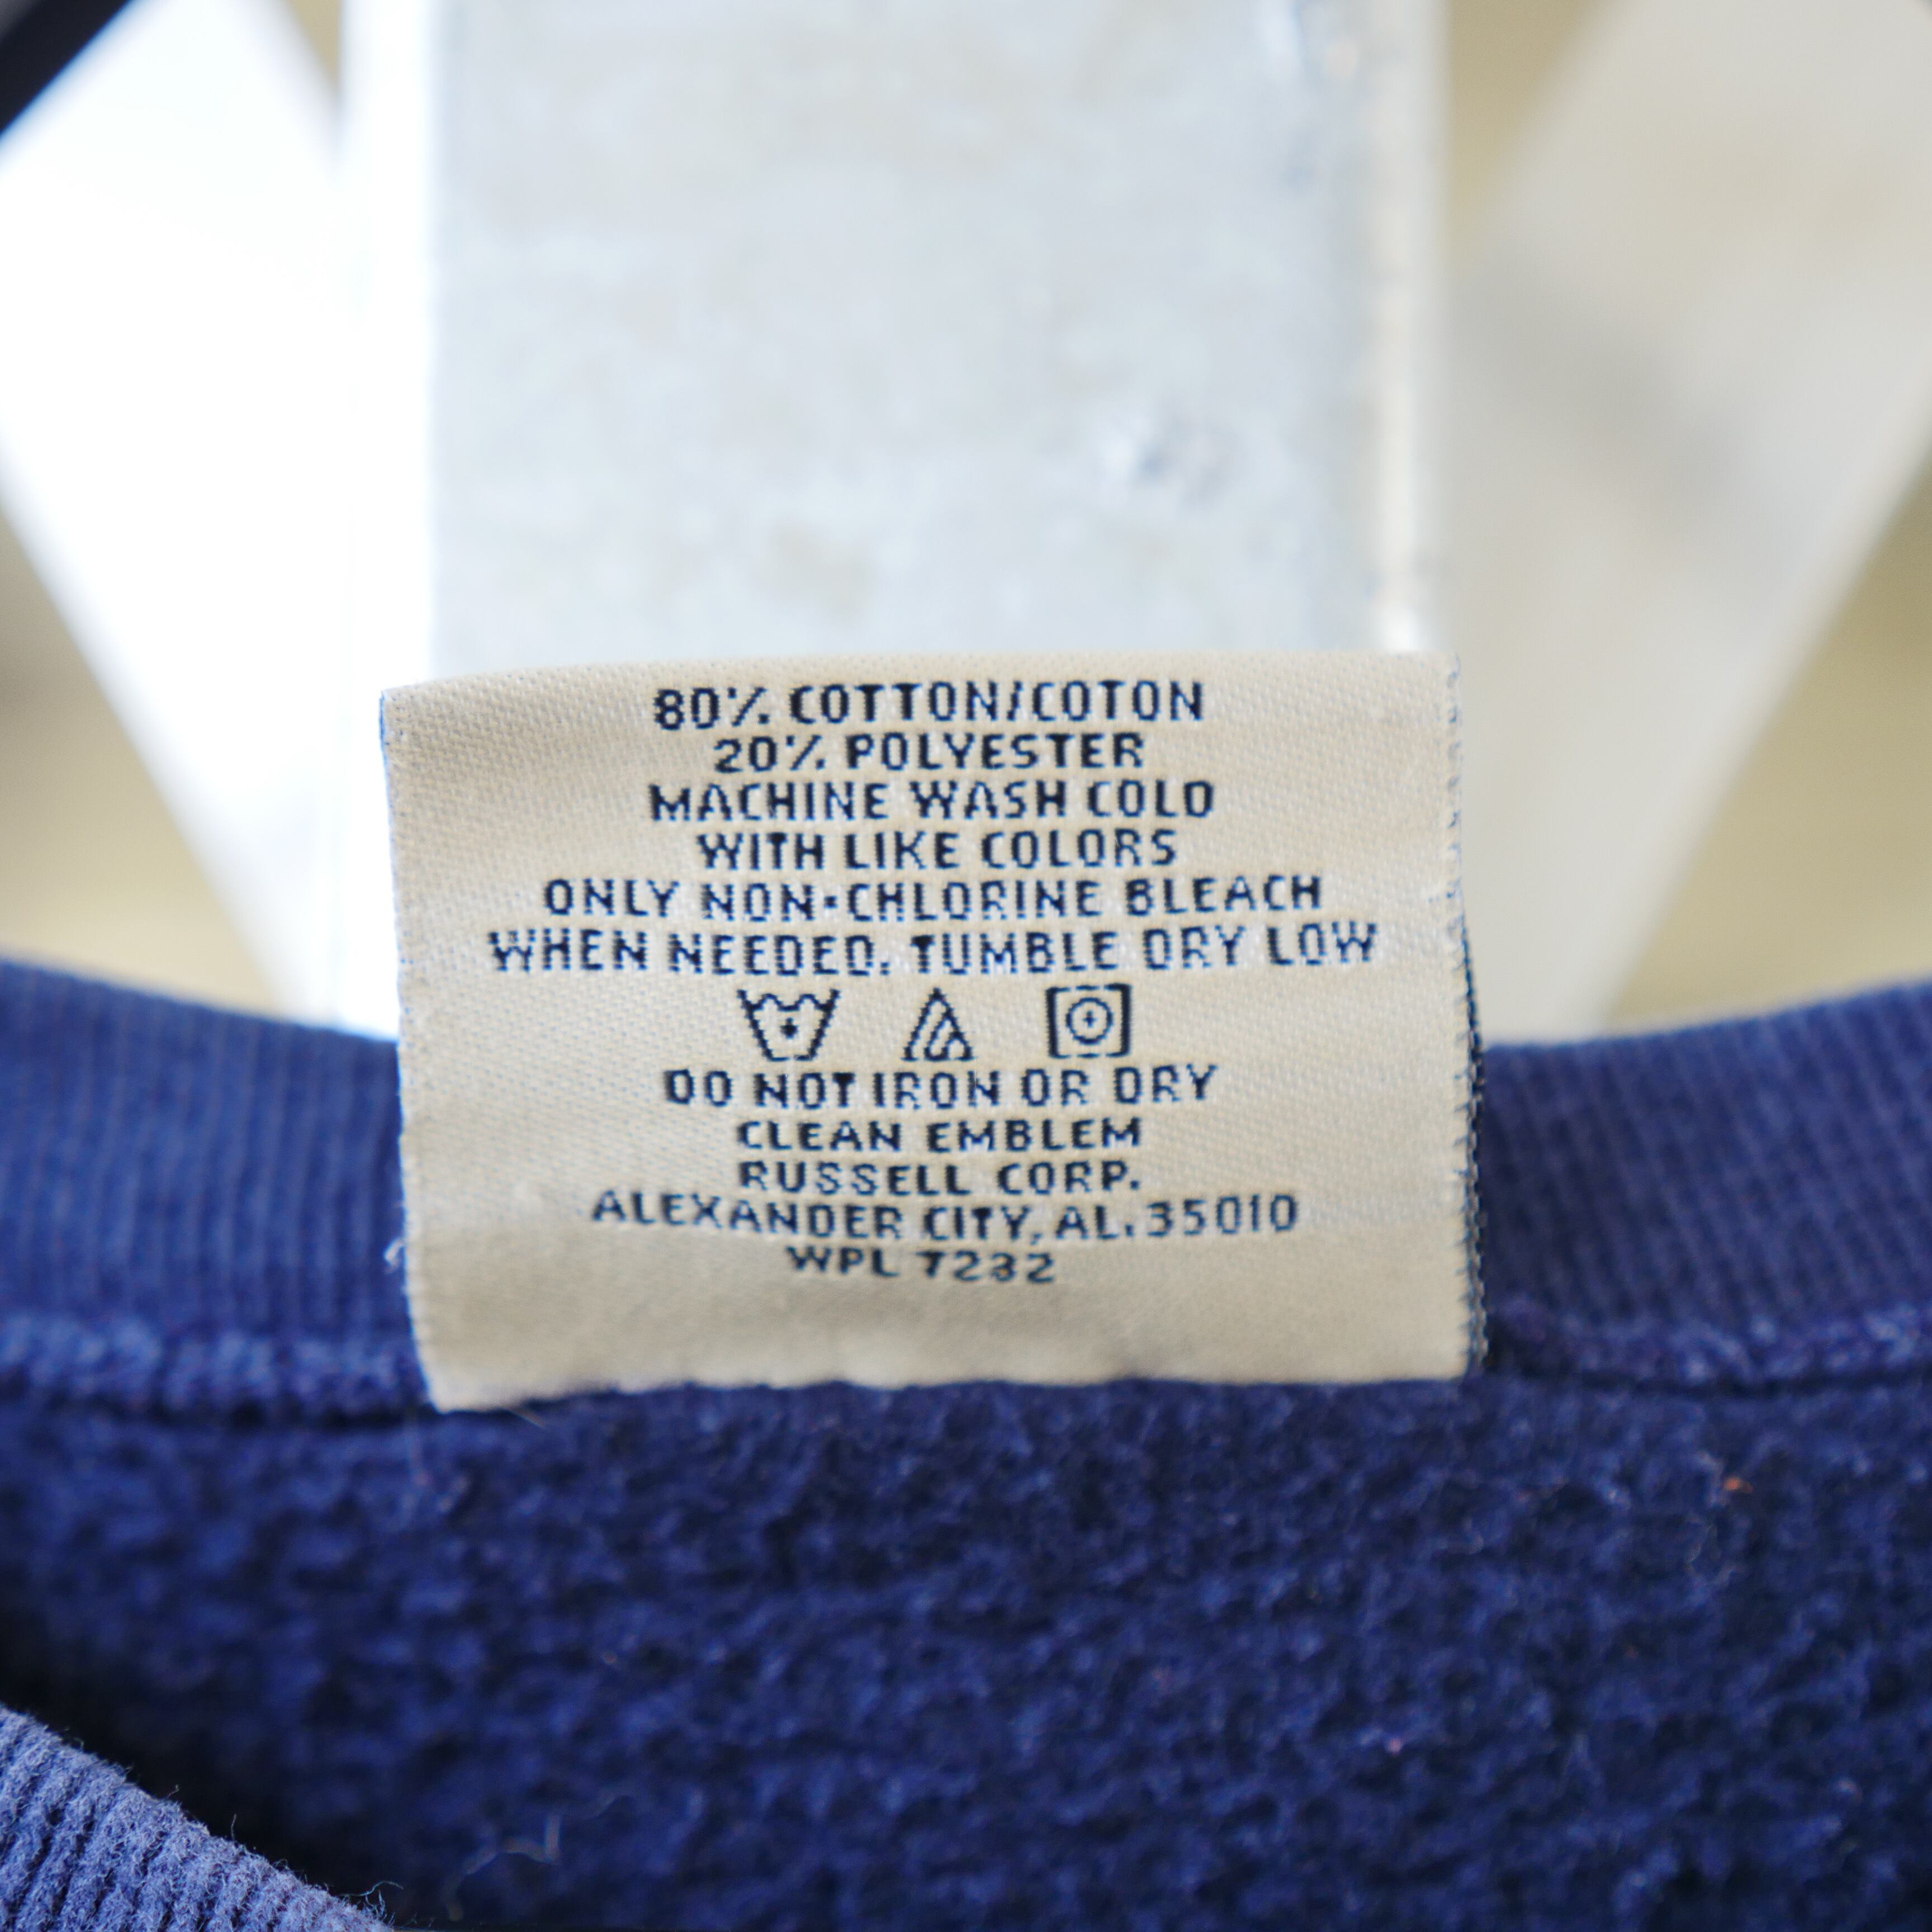 80% COTTON/COTON
20% POLYESTER
MACHINE WASH COLD
WITH LIKE COLORS
ONLY NON-CHLORINE BLEACH
WHEN NEEDED. TUMBLE DRY LOW
DO NOT IRON OR DRY
CLEAN EMBLEM
RUSSELL CORP.
ALEXANDER CITY, AL. 35010
WPL 7232